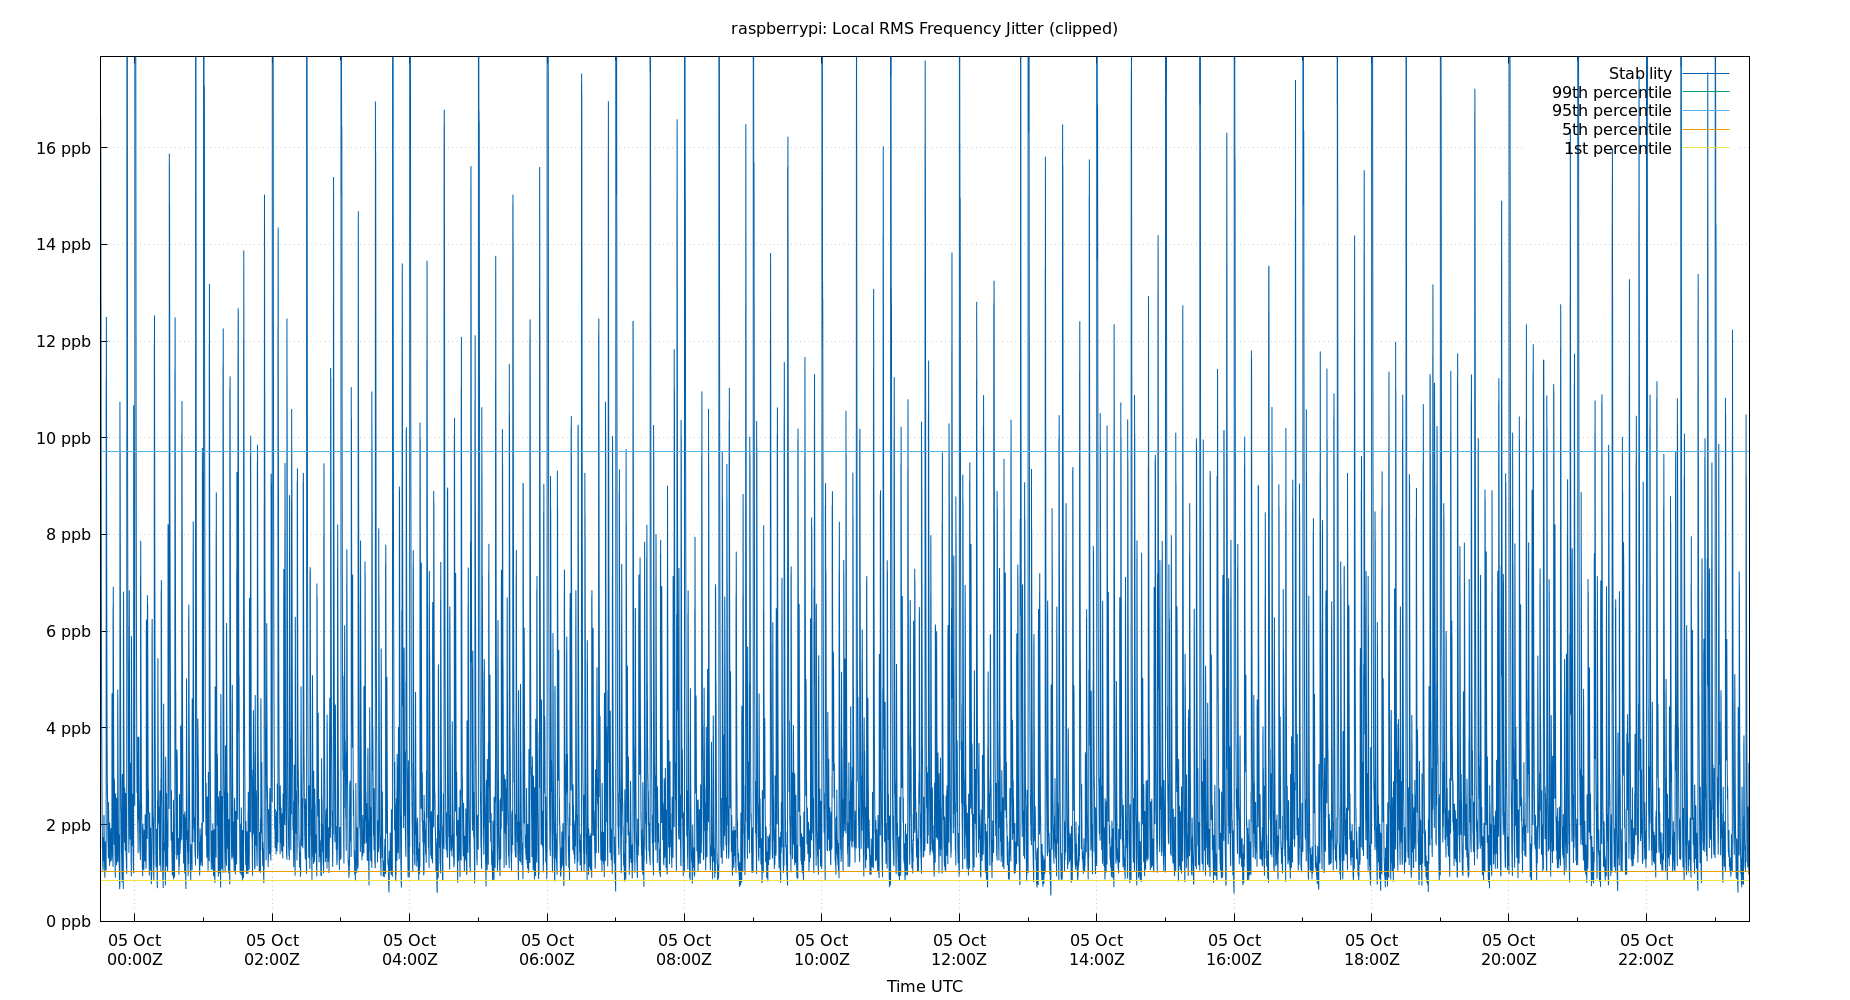 raspberrypi: Local RMS Frequency Jitter (clipped)
Stability
99th percentile
95th percentile
5th percentile
1st percentile
16 ppb
14 ppb
12 ppb
10 ppb
8 ppb
6 ppb
4 ppb
2 ppb
0 ppb
05 Oct 05 Oct 05 Oct 05 Oct 05 Oct 05 Oct 05 Oct 05 Oct 05 Oct 05 Oct 05 Oct 05 Oct
00:00Z 02:00Z 04:00Z 06:00Z 08:00Z 10:00Z 12:00Z 14:00Z 16:00Z 18:00Z 20:00Z 22:00Z
Time UTC